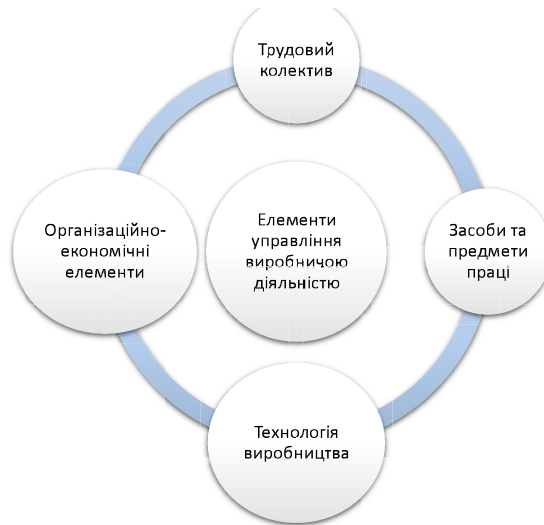 Трудовий
колектив
Організаційно-
економічні
елементи
Елементи
управління
виробничою
діяльністю
Засоби та
предмети
праці
Технологія
виробництва